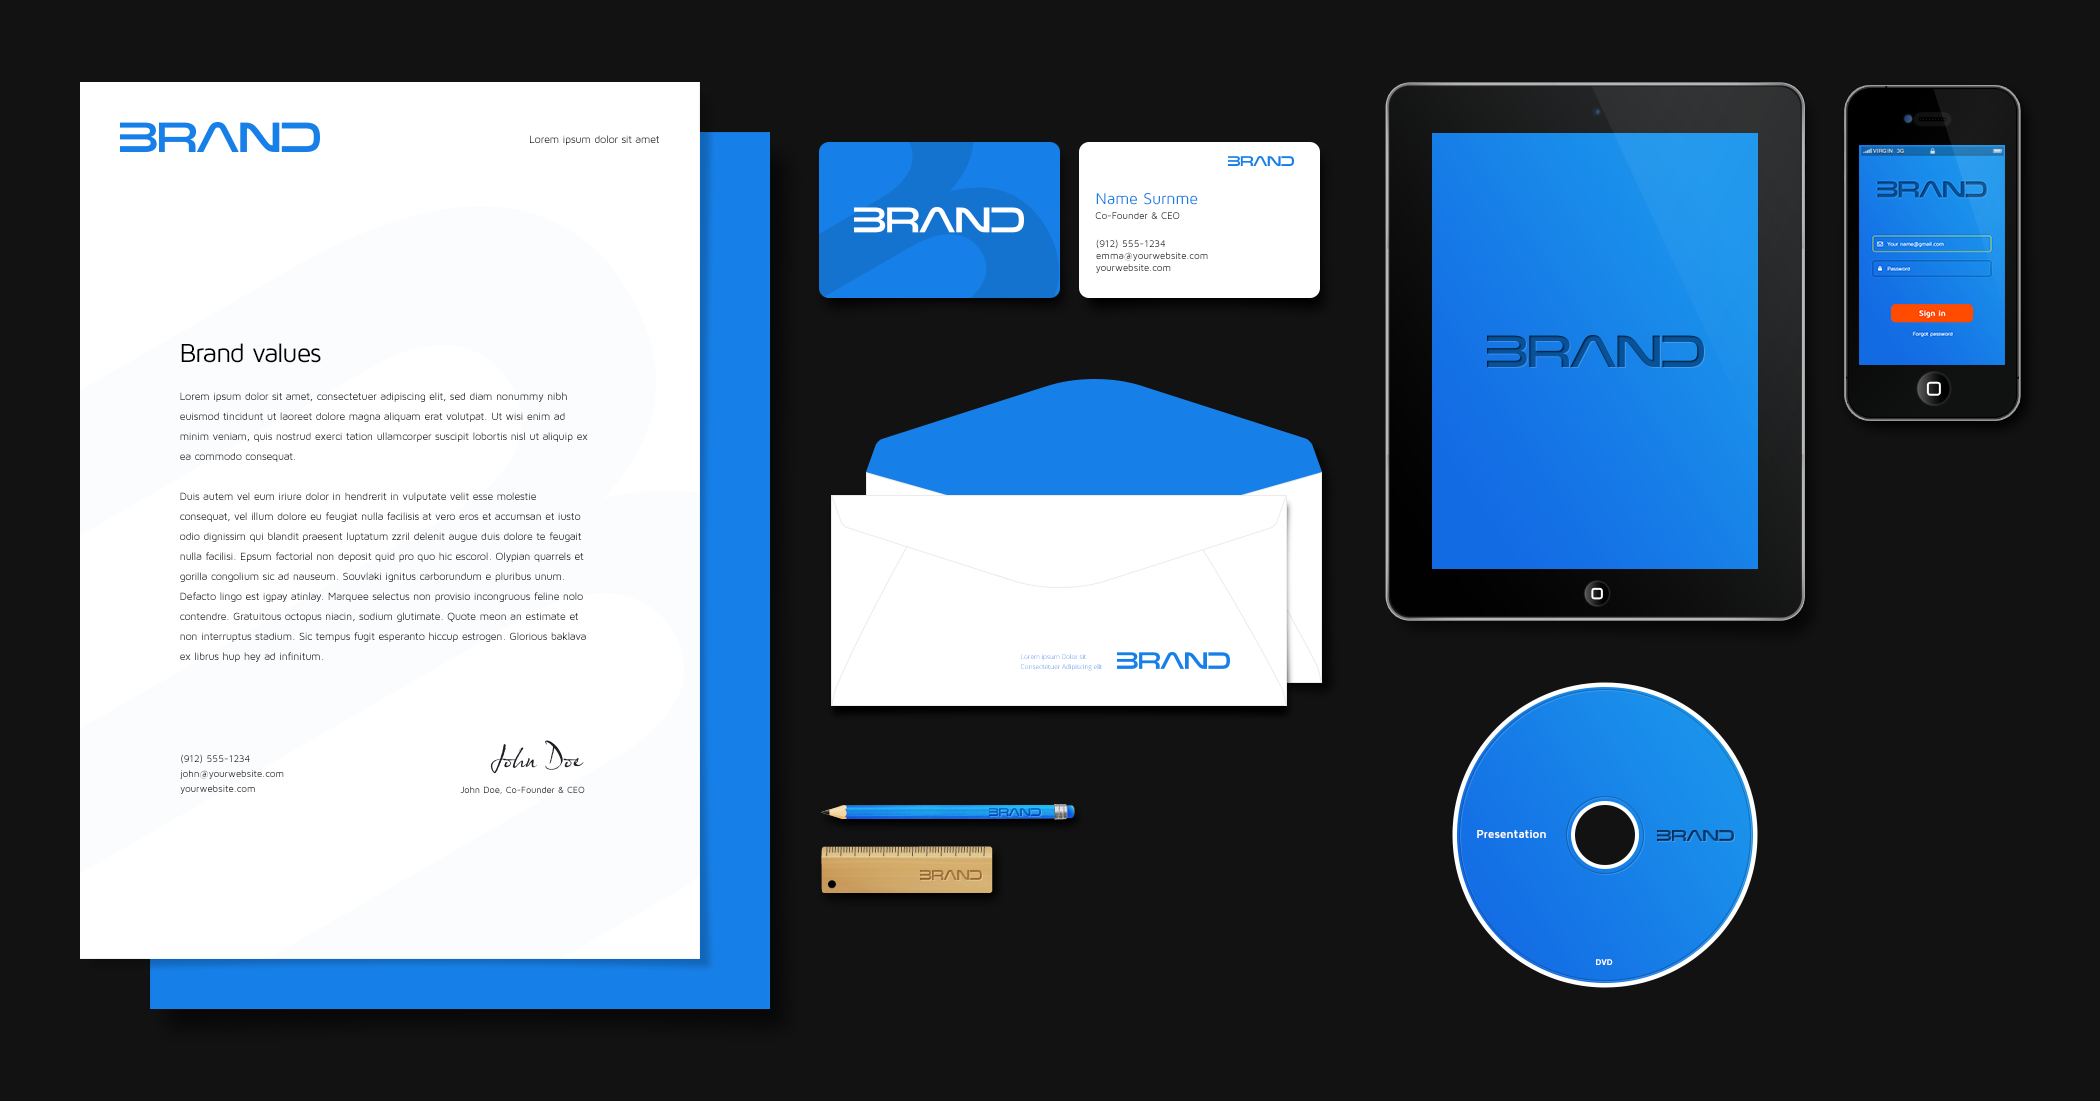 BRAND
Lorem ipsum dolor sit amet
Brand values
Lorem ipsum dolor sit amet, consectetuer adipiscing elit, sed diam nonummy nibh
euismod tincidunt ut laoreet dolore magna aliquam erat volutpat. Ut wisi enim ad
minim veniam, quis nostrud exerci tation ullamcorper suscipit lobortis nisl ut aliquip ex
ea commodo consequat.
Duis autem vel eum iriure dolor in hendrerit in vulputate velit esse molestie
consequat, vel illum dolore eu feugiat nulla facilisis at vero eros et accumsan et iusto
odio dignissim qui blandit praesent luptatum zzril delenit augue duis dolore te feugait
nulla facilisi. Epsum factorial non deposit quid pro quo hic escorol. Olypian quarrels et
gorilla congolium sic ad nauseum. Souvlaki ignitus carborundum e pluribus unum.
Defacto lingo est igpay atinlay. Marquee selectus non provisio incongruous feline nolo
contendre. Gratuitous octopus niacin, sodium glutimate. Quote meon an estimate et
non interruptus stadium. Sic tempus fugit esperanto hiccup estrogen. Glorious baklava
ex librus hup hey ad infinitum.
(912) 555-1234
john@yourwebsite.com
yourwebsite.com
John Doe
John Doe, Co-Founder & CEO
BRAND
BRAND
Name Surnme
Co-Founder & CEO
(912) 555-1234
emma@yourwebsite.com
yourwebsite.com
Lorem ipsum Dolor sit
Consectetuer Adipiscing elit
BRAND
BRAND
BRAND
BRAND
VIRGIN 3G
BRAND
Your name@gmail.com
Password
Sign in
Forgot password
Presentation
BRAND
DVD